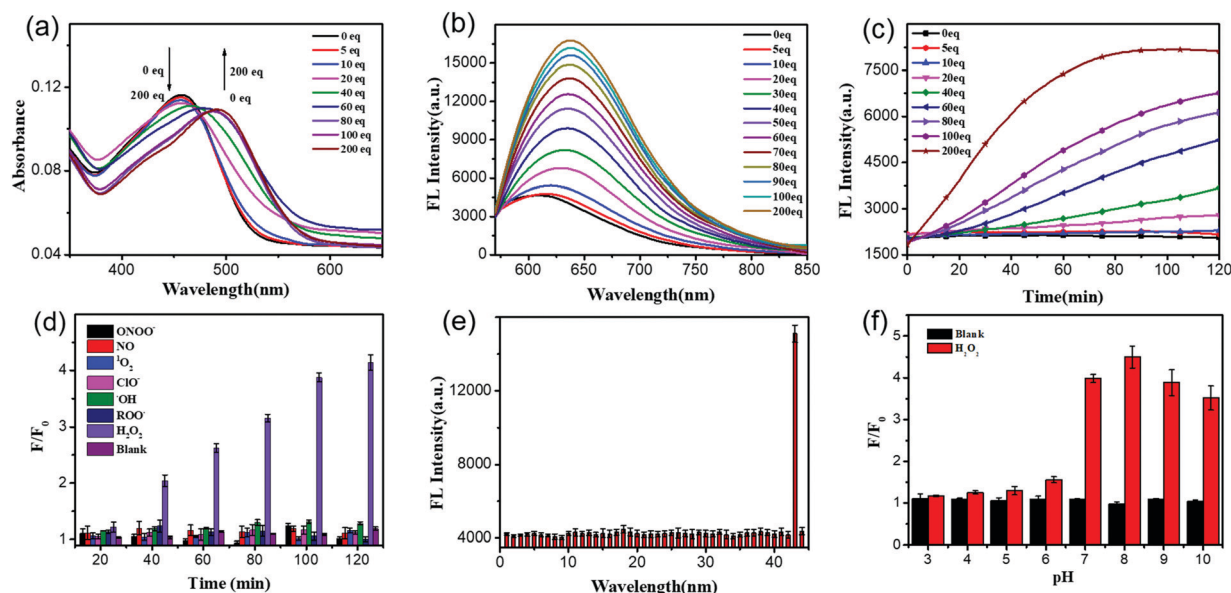 (a)
0 eq
200 eq
200 eq
0 eq
0 eq
5 eq
10 eq
20 eq
40 eq
60 eq
80 eq
100 eq
200 eq
Absorbance
0.12
0.08
0.04
400
500
600
Wavelength(nm)
(b)
0eq
5eq
10eq
20eq
30eq
40eq
50eq
60eq
70eq
80eq
90eq
100eq
200eq
FL Intensity(a.u.)
15000
12000
9000
6000
3000
0
600
650
700
750
800
850
Wavelength(nm)
(c)
0eq
5eq
10eq
20eq
40eq
60eq
80eq
100eq
200eq
FL Intensity(a.u.)
7500
6000
4500
3000
1500
0
20
40
60
80
100
120
Time(min)
(d)
ONOO⁻
NO
¹O₂
ClO⁻
·OH
ROO·
H₂O₂
Blank
F/F₀
4
3
2
1
20
40
60
80
100
120
Time (min)
(e)
FL Intensity(a.u.)
16000
12000
8000
4000
0
10
20
30
40
Wavelength(nm)
(f)
Blank
H₂O₂
F/F₀
5
4
3
2
1
0
3
4
5
6
7
8
9
10
pH